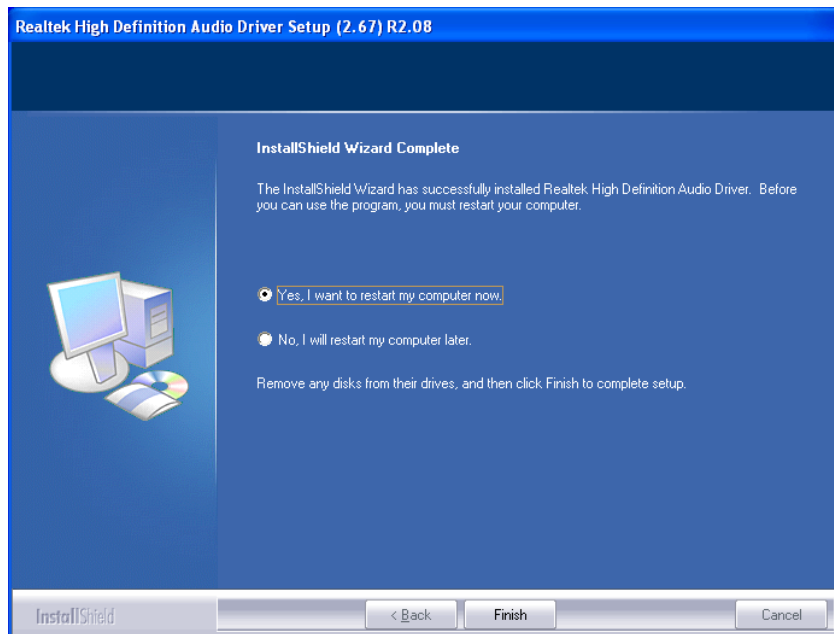 Realtek High Definition Audio Driver Setup (2.67) R2.08
InstallShield Wizard Complete
The InstallShield Wizard has successfully installed Realtek High Definition Audio Driver. Before
you can use the program, you must restart your computer.
Yes, I want to restart my computer now.
No, I will restart my computer later.
Remove any disks from their drives, and then click Finish to complete setup.
InstallShield
< Back
Finish
Cancel